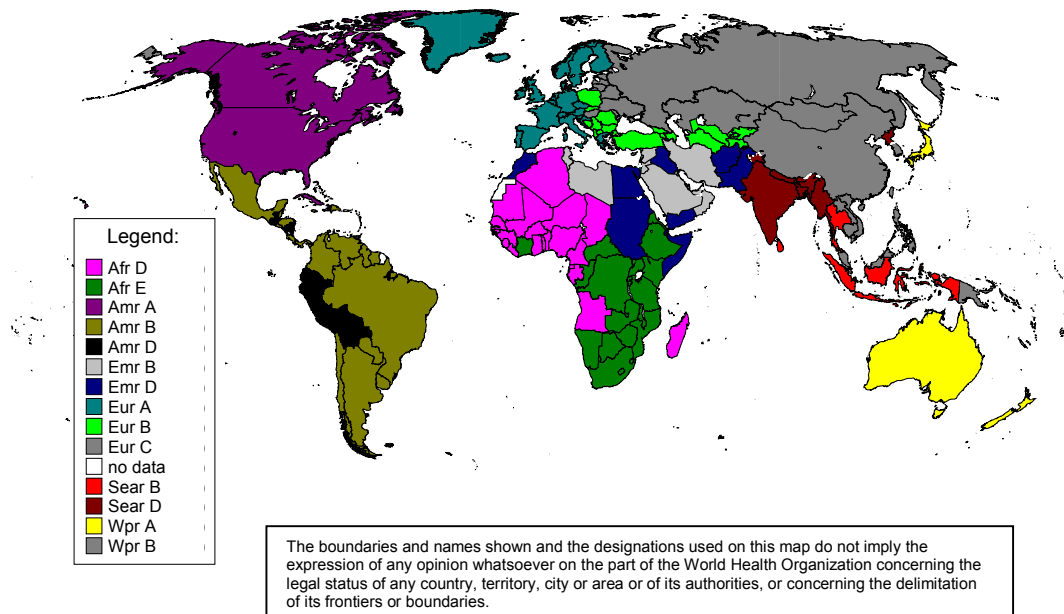 Legend:
Afr D
Afr E
Amr A
Amr B
Amr D
Emr B
Emr D
Eur A
Eur B
Eur C
no data
Sear B
Sear D
Wpr A
Wpr B
The boundaries and names shown and the designations used on this map do not imply the
expression of any opinion whatsoever on the part of the World Health Organization concerning the
legal status of any country, territory, city or area or of its authorities, or concerning the delimitation
of its frontiers or boundaries.